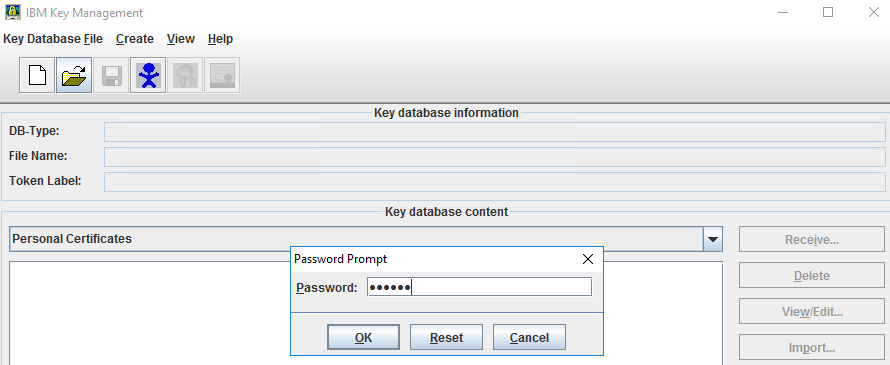 IBM Key Management
Key Database File Create View Help
Key database information
DB-Type:
File Name:
Token Label:
Key database content
Personal Certificates
Receive...
Delete
View/Edit...
Import...
Password Prompt
Password: ••••••
OK Reset Cancel